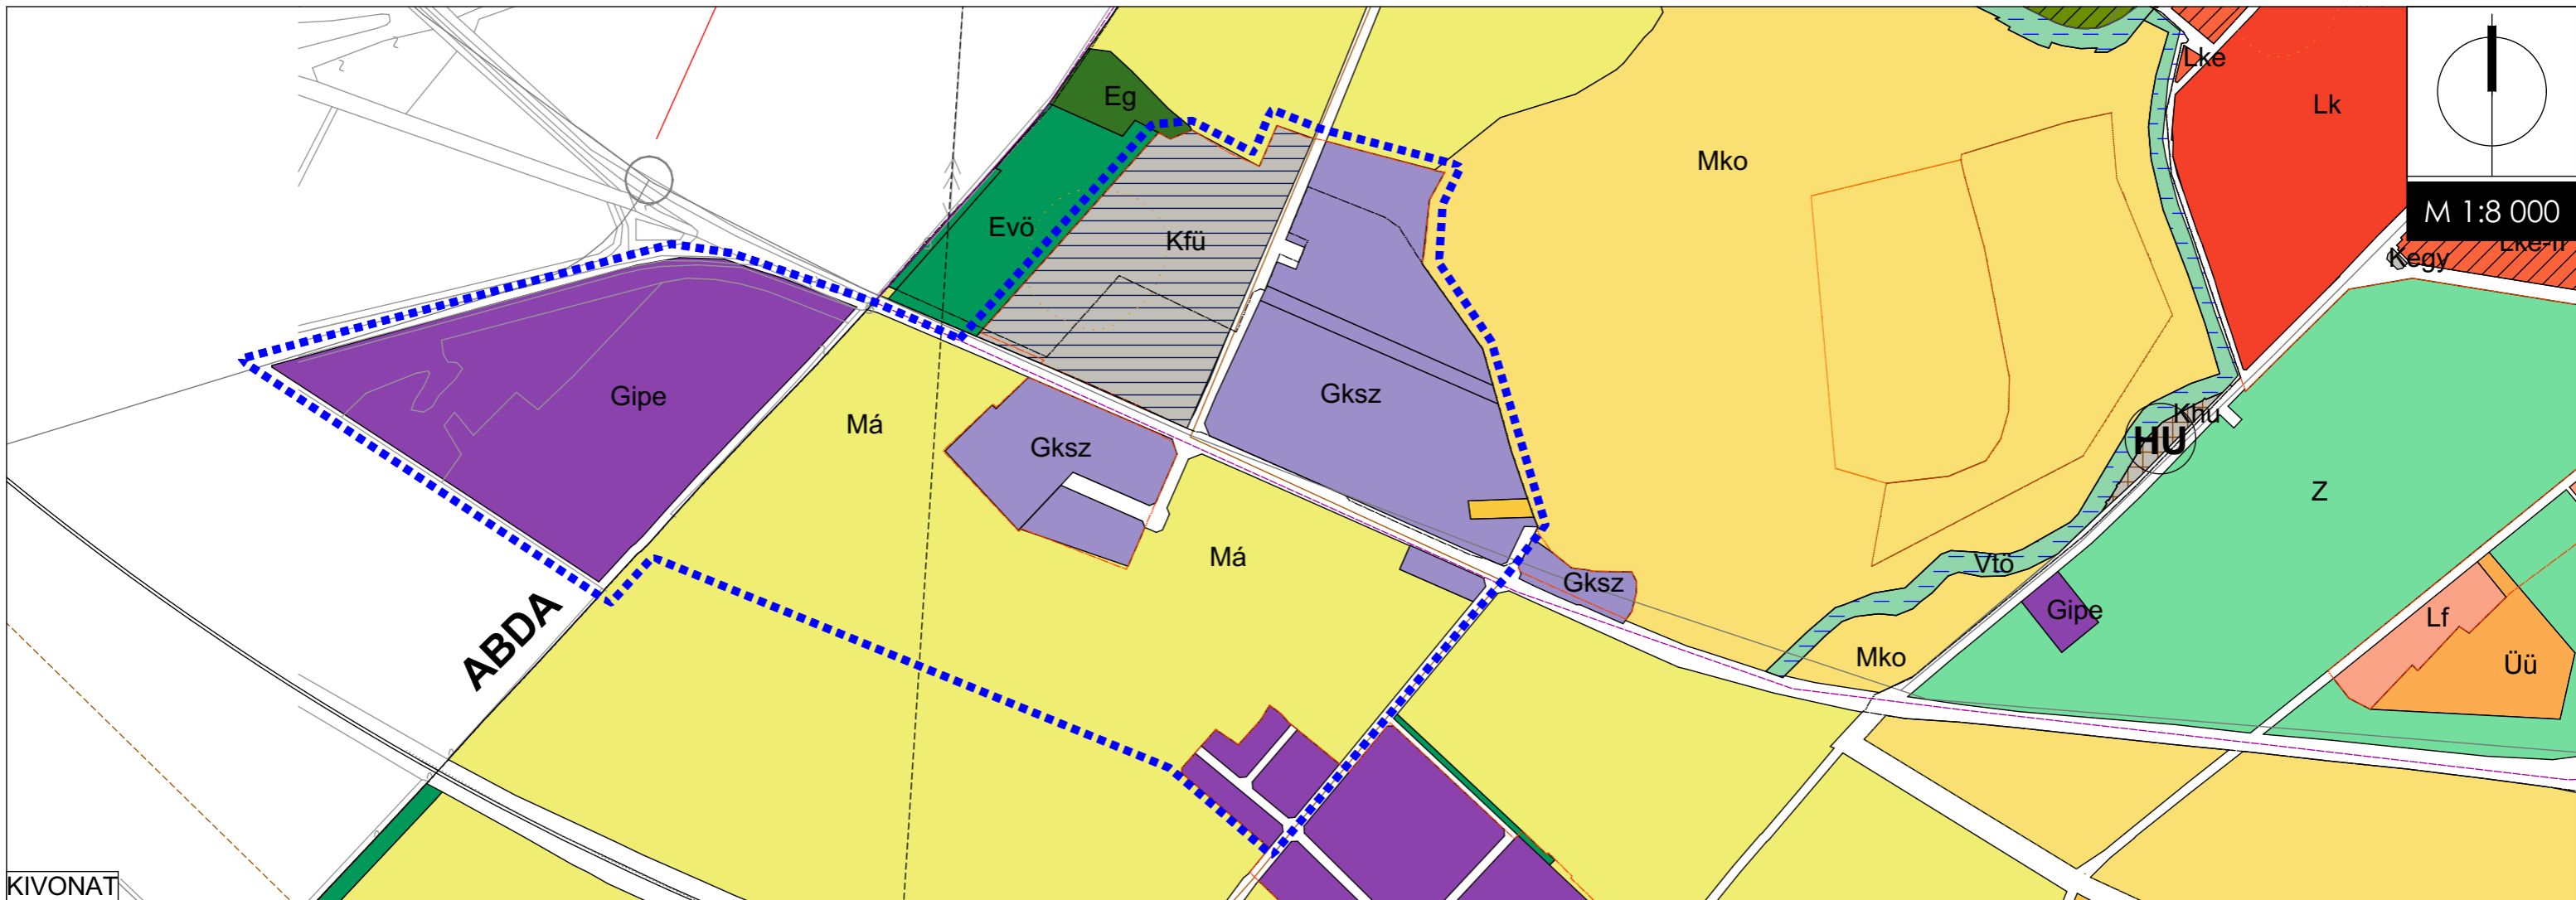 Lke
Eg
Lk
Mko
M 1:8 000
Evö
Kfü
Lke-
Kegy
Gipe
Gksz
Má
Khu
Gksz
HU
Z
Má
Vtö
Gksz
Gipe
Lf
ABDA
Mko
Üü
KIVONAT